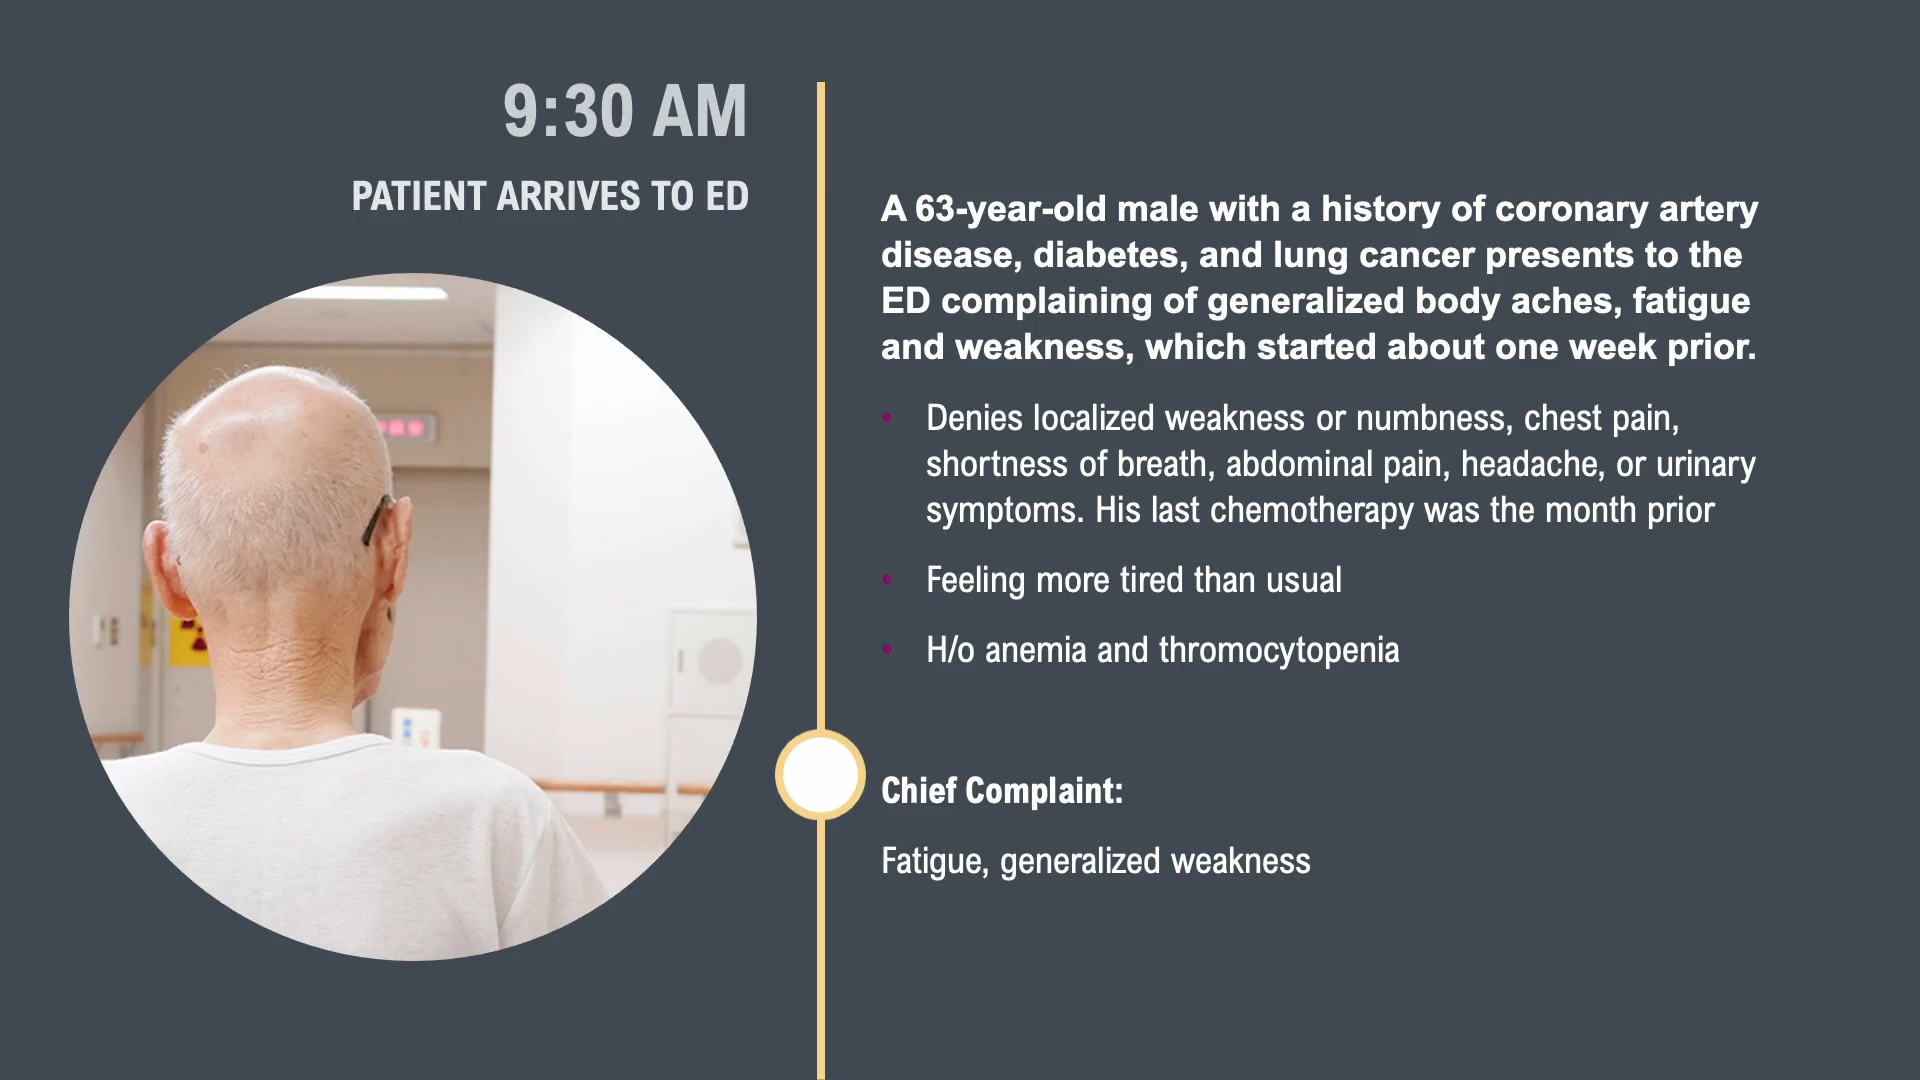 9:30 AM
PATIENT ARRIVES TO ED
A 63-year-old male with a history of coronary artery
disease, diabetes, and lung cancer presents to the
ED complaining of generalized body aches, fatigue
and weakness, which started about one week prior.
• Denies localized weakness or numbness, chest pain,
shortness of breath, abdominal pain, headache, or urinary
symptoms. His last chemotherapy was the month prior
• Feeling more tired than usual
• H/o anemia and thromocytopenia
Chief Complaint:
Fatigue, generalized weakness